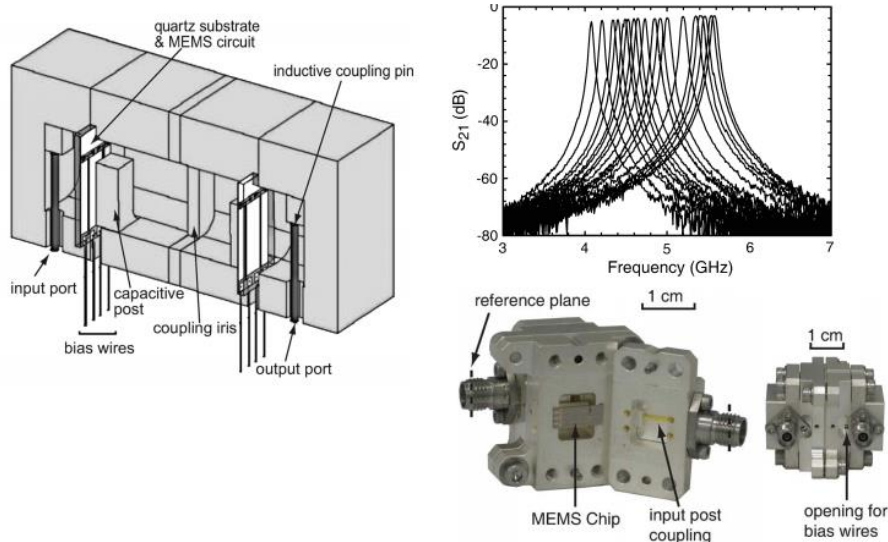 quartz substrate
& MEMS circuit
inductive coupling pin
input port
capacitive
post
coupling iris
bias wires
output port
0
-20
-40
-60
-80
S21 (dB)
3
4
5
6
7
Frequency (GHz)
reference plane
1 cm
1 cm
MEMS Chip
input post
coupling
opening for
bias wires